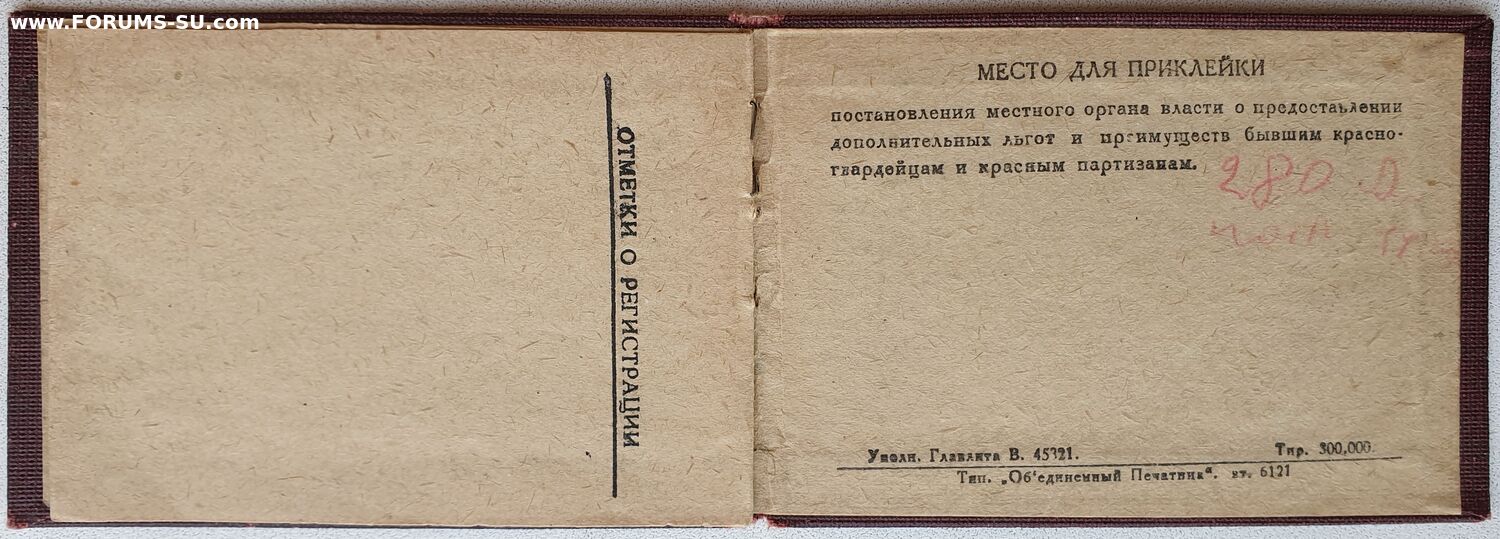 www.FORUMS-SU.com
ОТМЕТКИ О РЕГИСТРАЦИИ
МЕСТО ДЛЯ ПРИКЛЕЙКИ
постановления местного органа власти о предоставлении
дополнительных льгот и преимуществ бывшим красно-
гвардейцам и красным партизанам.
280
Уполн. Главлита В. 45321.
Тир. 300,000.
Тип. „Об'единенный Печатник“. зт. 6121